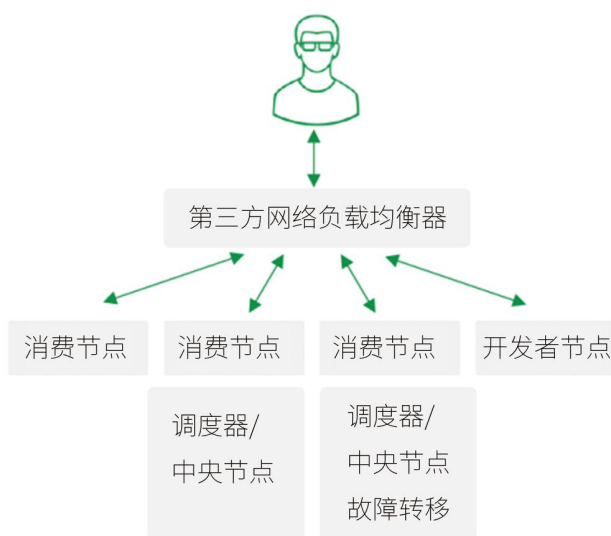 第三方网络负载均衡器
消费节点
消费节点
消费节点
开发者节点
调度器/
中央节点
调度器/
中央节点
故障转移